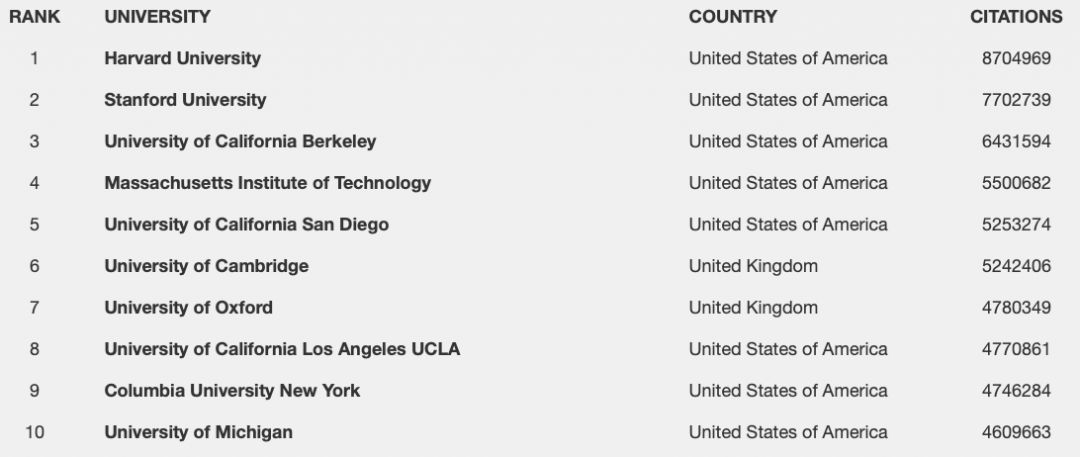 RANK UNIVERSITY COUNTRY CITATIONS
1 Harvard University United States of America 8704969
2 Stanford University United States of America 7702739
3 University of California Berkeley United States of America 6431594
4 Massachusetts Institute of Technology United States of America 5500682
5 University of California San Diego United States of America 5253274
6 University of Cambridge United Kingdom 5242406
7 University of Oxford United Kingdom 4780349
8 University of California Los Angeles UCLA United States of America 4770861
9 Columbia University New York United States of America 4746284
10 University of Michigan United States of America 4609663